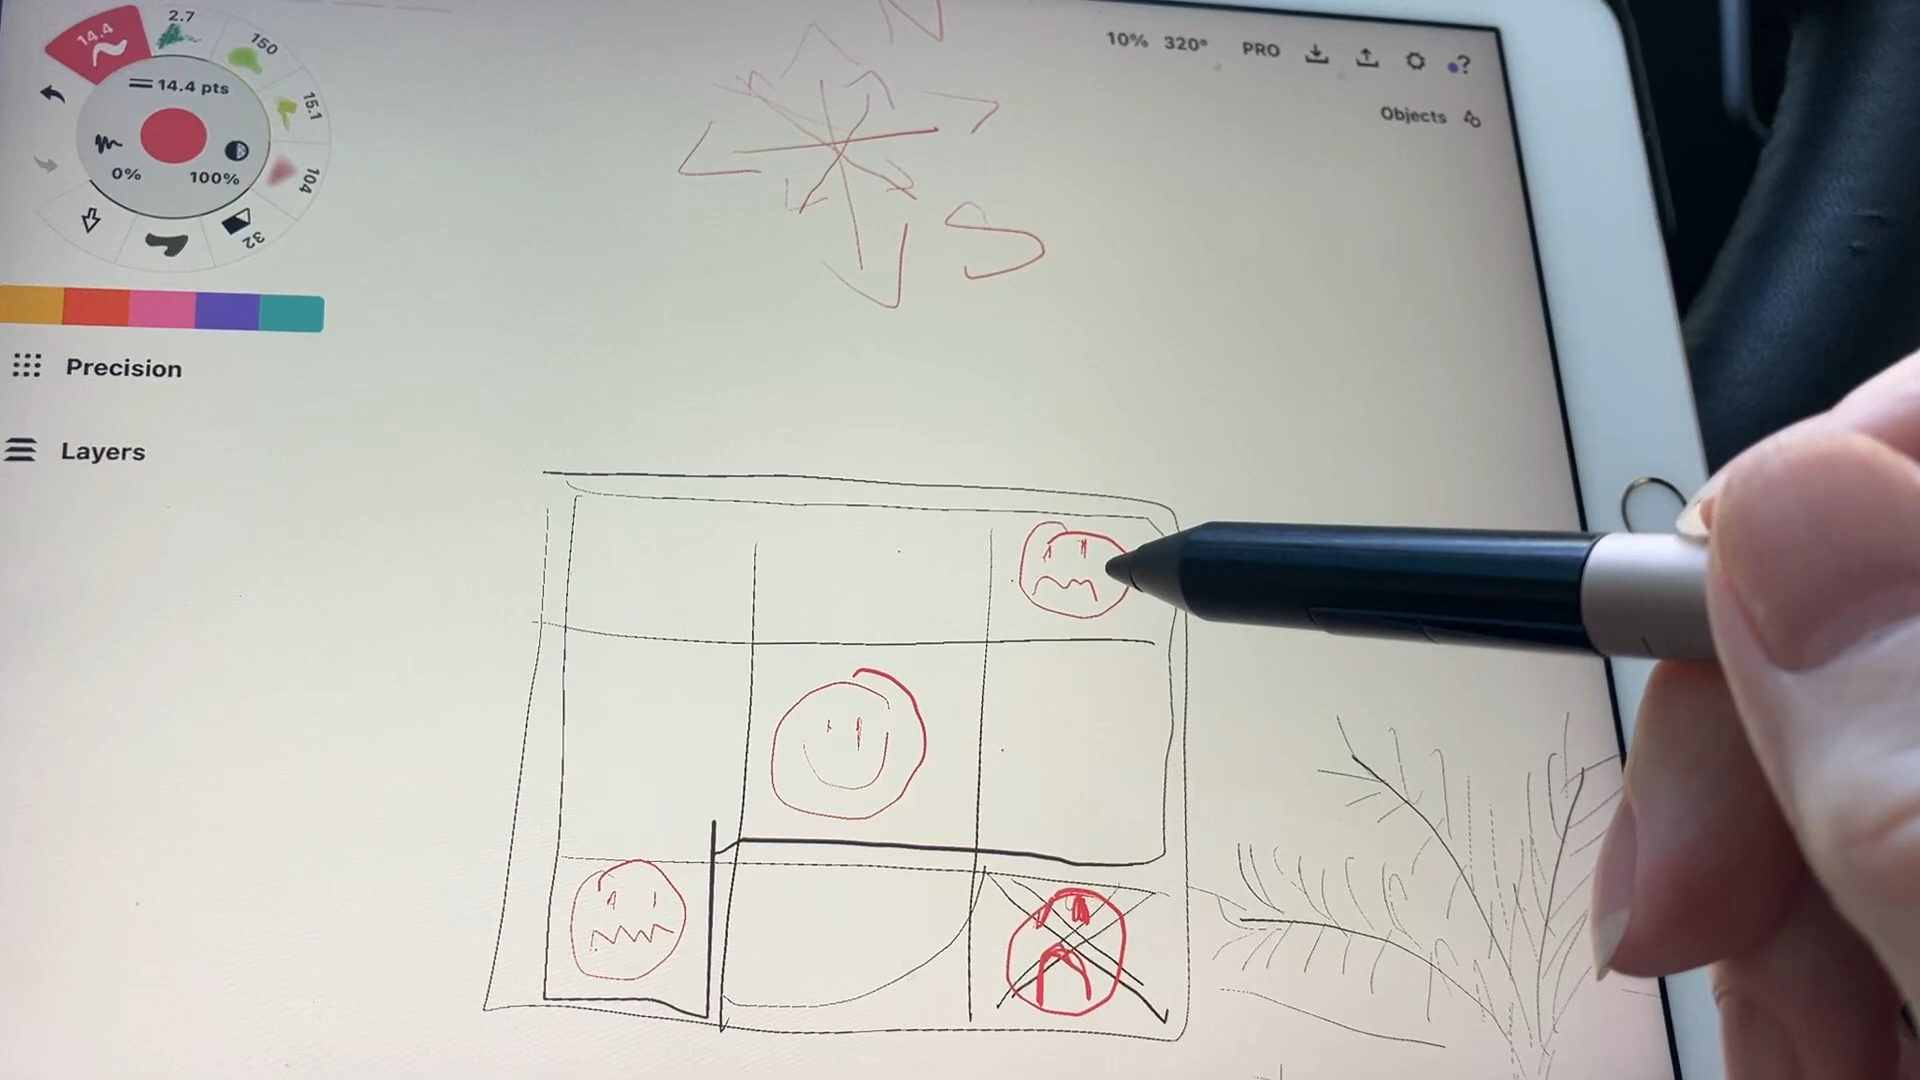 14.4
2.7
150
15.1
104
32
14.4 pts
0%
100%
10% 320° PRO ?
Objects
N
S
Precision
Layers